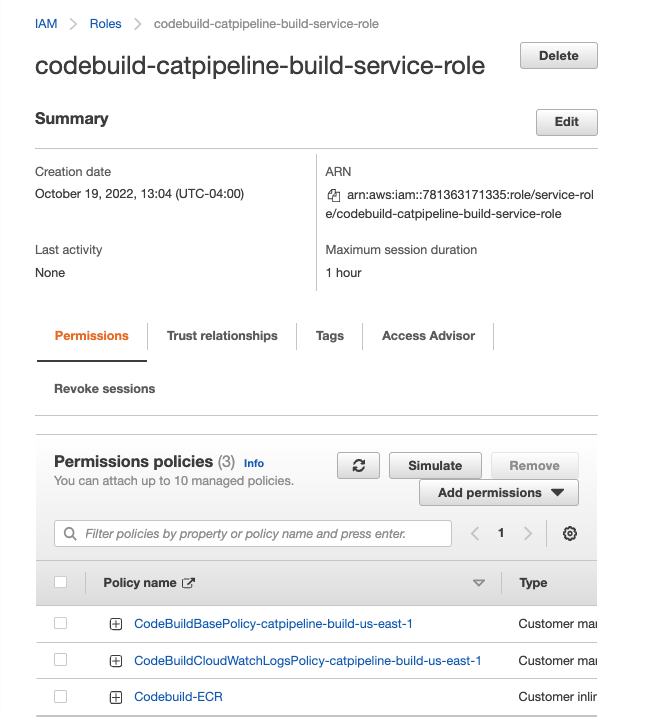 IAM > Roles > codebuild-catpipeline-build-service-role
codebuild-catpipeline-build-service-role
Delete
Summary
Edit
Creation date
October 19, 2022, 13:04 (UTC-04:00)
ARN
arn:aws:iam::781363171335:role/service-rol
e/codebuild-catpipeline-build-service-role
Last activity
None
Maximum session duration
1 hour
Permissions
Trust relationships
Tags
Access Advisor
Revoke sessions
Permissions policies (3) Info
You can attach up to 10 managed policies.
Simulate
Remove
Add permissions
Filter policies by property or policy name and press enter.
1
Policy name
Type
CodeBuildBasePolicy-catpipeline-build-us-east-1
Customer mar
CodeBuildCloudWatchLogsPolicy-catpipeline-build-us-east-1
Customer mar
Codebuild-ECR
Customer inlir